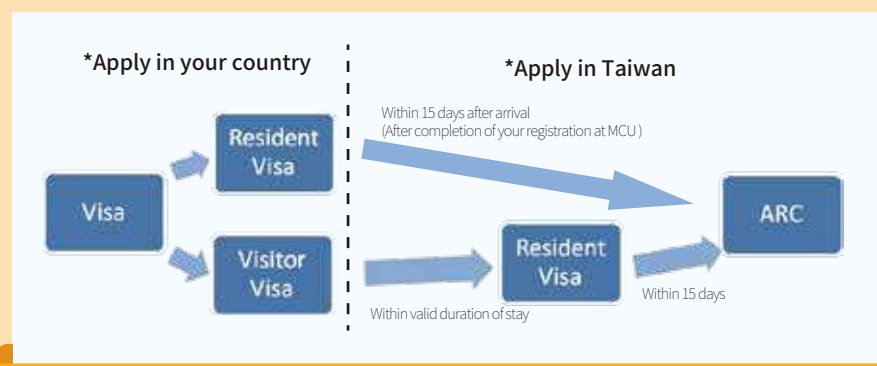 *Apply in your country
*Apply in Taiwan
Within 15 days after arrival
(After completion of your registration at MCU )
Resident
Visa
Visa
ARC
Visitor
Visa
Resident
Visa
Within valid duration of stay
Within 15 days